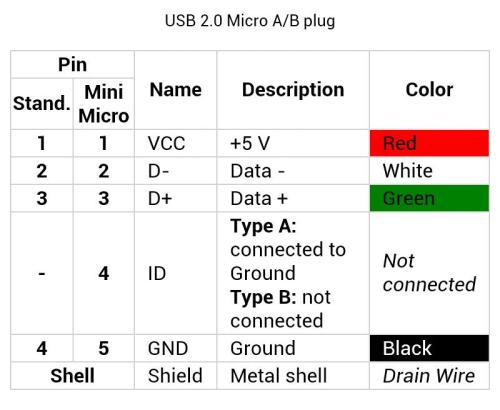 USB 2.0 Micro A/B plug
Pin Name Description Color
Stand. Mini Micro
1 1 VCC +5 V Red
2 2 D- Data - White
3 3 D+ Data + Green
- 4 ID Type A: connected to Ground Type B: not connected Not connected
4 5 GND Ground Black
Shell Shield Metal shell Drain Wire